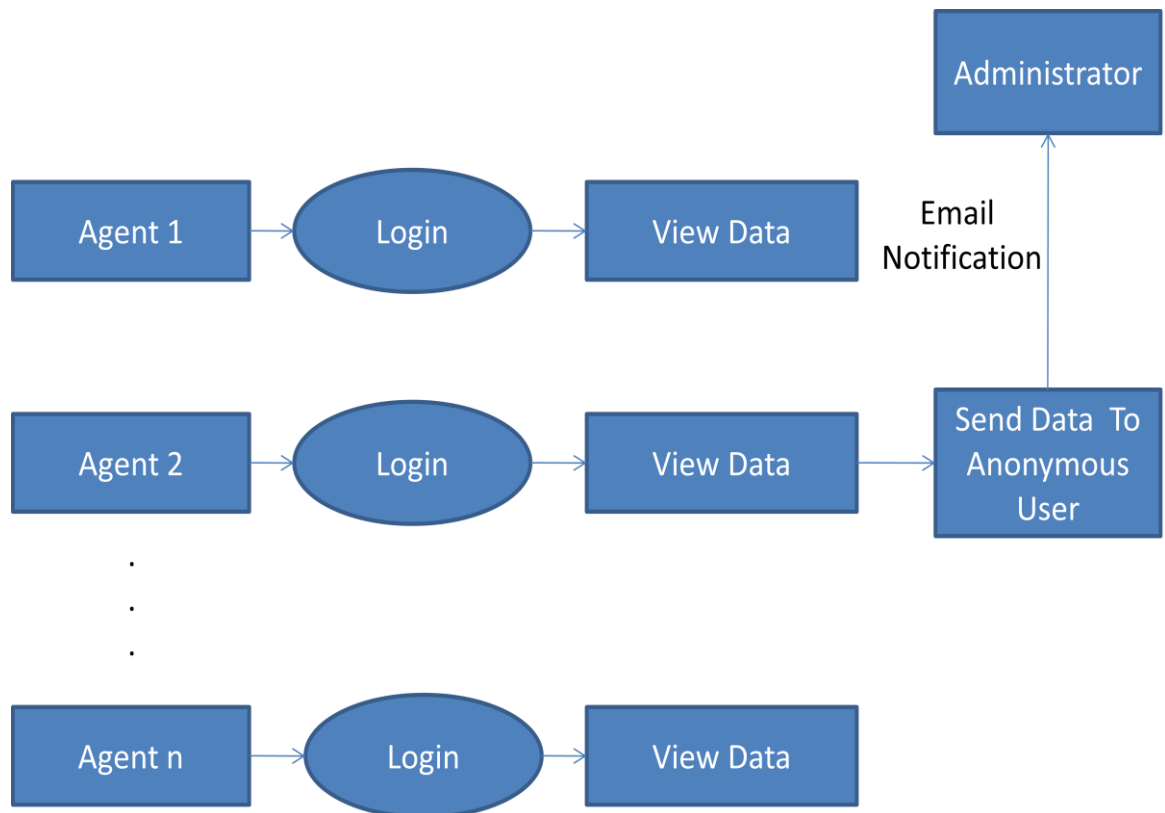 Administrator
Agent 1
Login
View Data
Email
Notification
Agent 2
Login
View Data
Send Data  To
Anonymous
User
.
.
.
Agent n
Login
View Data